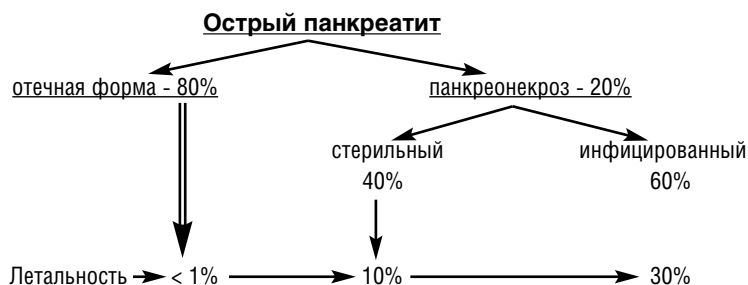 Острый панкреатит
отечная форма - 80% панкреонекроз - 20%
стерильный инфицированный
40% 60%
Летальность < 1% 10% 30%